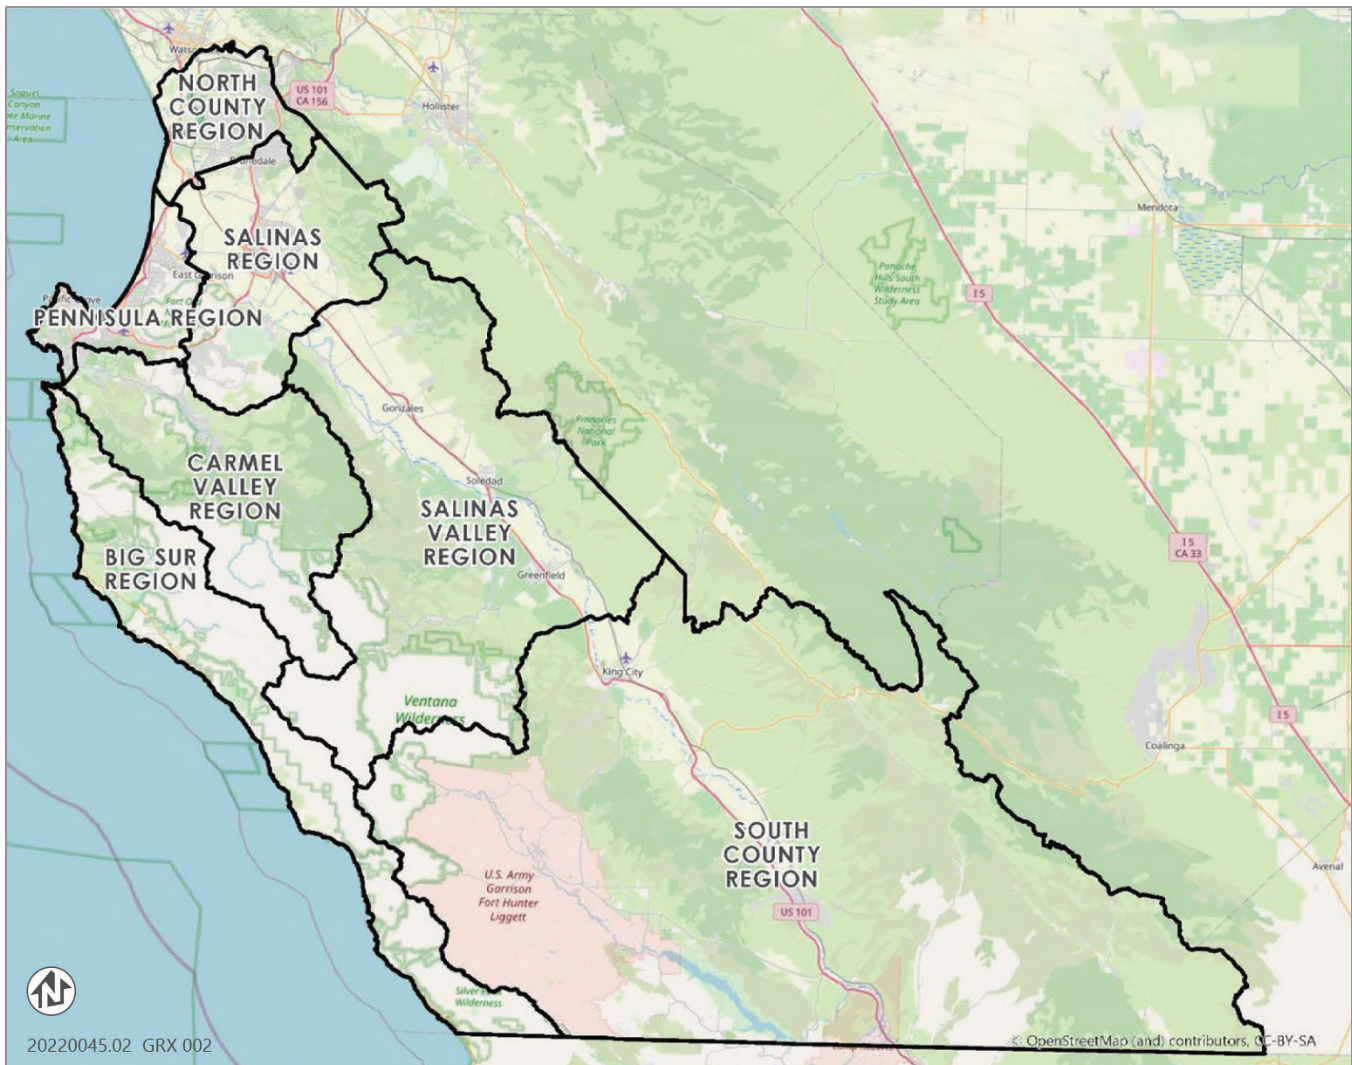 NORTH
COUNTY
REGION
US 101
CA 156
Hollister
Canyon
Area
Mendota
SALINAS
REGION
Panoche
Hills South
Wilderness
Study Area
I 5
PENNISULA REGION
Gonzales
Pinnacles
National
Park
CARMEL
VALLEY
REGION
Soledad
SALINAS
VALLEY
REGION
I 5
CA 33
BIG SUR
REGION
Greenfield
King City
Ventana
Wilderness
I 5
Coalinga
SOUTH
COUNTY
REGION
Avenal
U.S. Army
Garrison
Fort Hunter
Liggett
US 101
Wilderness
N
20220045.02 GRX 002
© OpenStreetMap (and) contributors, CC-BY-SA